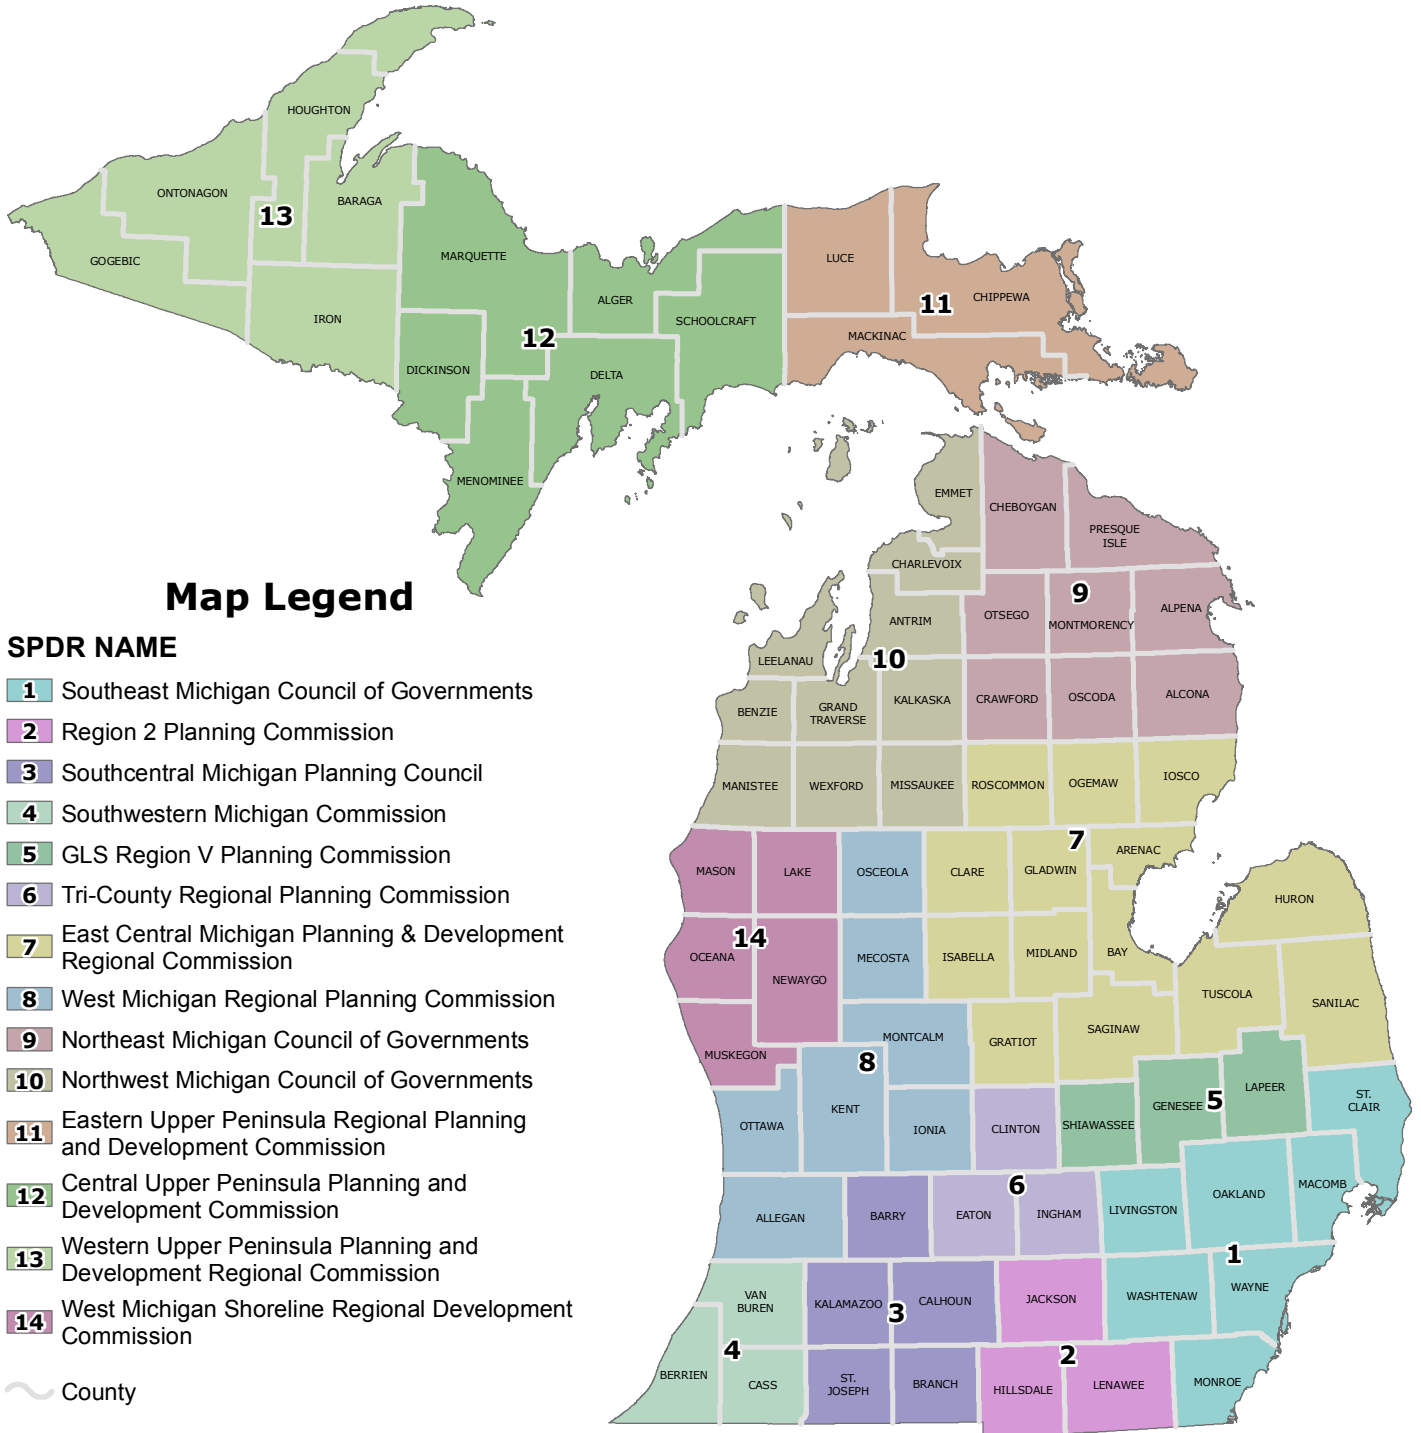 HOUGHTON
ONTONAGON
BARAGA
13
GOGEBIC
MARQUETTE
LUCE
ALGER
CHIPPEWA
11
IRON
SCHOOLCRAFT
12
MACKINAC
DICKINSON
DELTA
MENOMINEE
EMMET
CHEBOYGAN
PRESQUE
ISLE
CHARLEVOIX
9
ANTRIM
OTSEGO
MONTMORENCY
ALPENA
LEELANAU
10
BENZIE
GRAND
TRAVERSE
KALKASKA
CRAWFORD
OSCODA
ALCONA
MANISTEE
WEXFORD
MISSAUKEE
ROSCOMMON
OGEMAW
IOSCO
7
MASON
LAKE
OSCEOLA
CLARE
GLADWIN
ARENAC
HURON
14
OCEANA
NEWAYGO
MECOSTA
ISABELLA
MIDLAND
BAY
TUSCOLA
SANILAC
MUSKEGON
MONTCALM
8
GRATIOT
SAGINAW
OTTAWA
KENT
IONIA
CLINTON
SHIAWASSEE
GENESEE
5
LAPEER
ST.
CLAIR
6
ALLEGAN
BARRY
EATON
INGHAM
LIVINGSTON
OAKLAND
MACOMB
1
VAN
BUREN
KALAMAZOO
3
CALHOUN
JACKSON
WASHTENAW
WAYNE
4
2
BERRIEN
CASS
ST.
JOSEPH
BRANCH
HILLSDALE
LENAWEE
MONROE
Map Legend
SPDR NAME
1 Southeast Michigan Council of Governments
2 Region 2 Planning Commission
3 Southcentral Michigan Planning Council
4 Southwestern Michigan Commission
5 GLS Region V Planning Commission
6 Tri-County Regional Planning Commission
7 East Central Michigan Planning & Development
Regional Commission
8 West Michigan Regional Planning Commission
9 Northeast Michigan Council of Governments
10 Northwest Michigan Council of Governments
11 Eastern Upper Peninsula Regional Planning
and Development Commission
12 Central Upper Peninsula Planning and
Development Commission
13 Western Upper Peninsula Planning and
Development Regional Commission
14 West Michigan Shoreline Regional Development
Commission
County